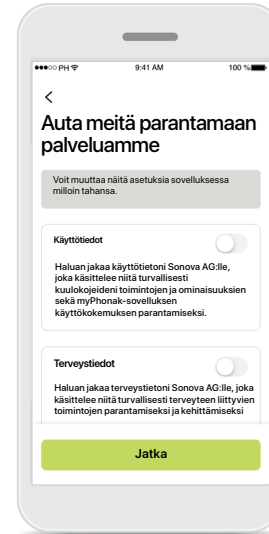 PH 9:41 AM 100 %
Auta meitä parantamaan
palveluamme
Voit muuttaa näitä asetuksia sovelluksessa
milloin tahansa.
Käyttötiedot
Haluan jakaa käyttötietoni Sonova AG:lle,
joka käsittelee niitä turvallisesti
kuulokojeideni toimintojen ja ominaisuuksien
sekä myPhonak-sovelluksen
käyttökokemuksen parantamiseksi.
Terveystiedot
Haluan jakaa terveystietoni Sonova AG:lle, joka
käsittelee niitä turvallisesti terveyteen liittyvien
toimintojen parantamiseksi ja kehittämiseksi
Jatka